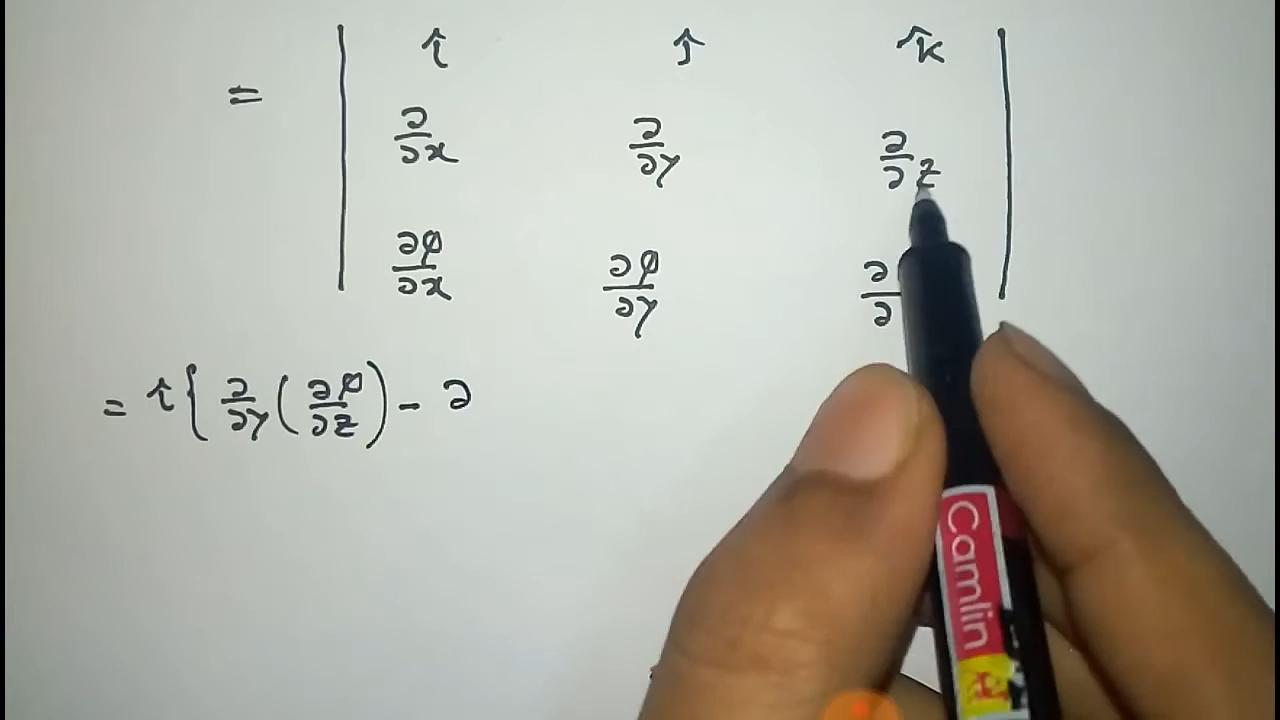 = | î ĵ k̂ |
∂/∂x ∂/∂y ∂/∂z
∂φ/∂x ∂φ/∂y ∂/∂
= î { ∂/∂y ( ∂φ/∂z ) - ∂
Camlin